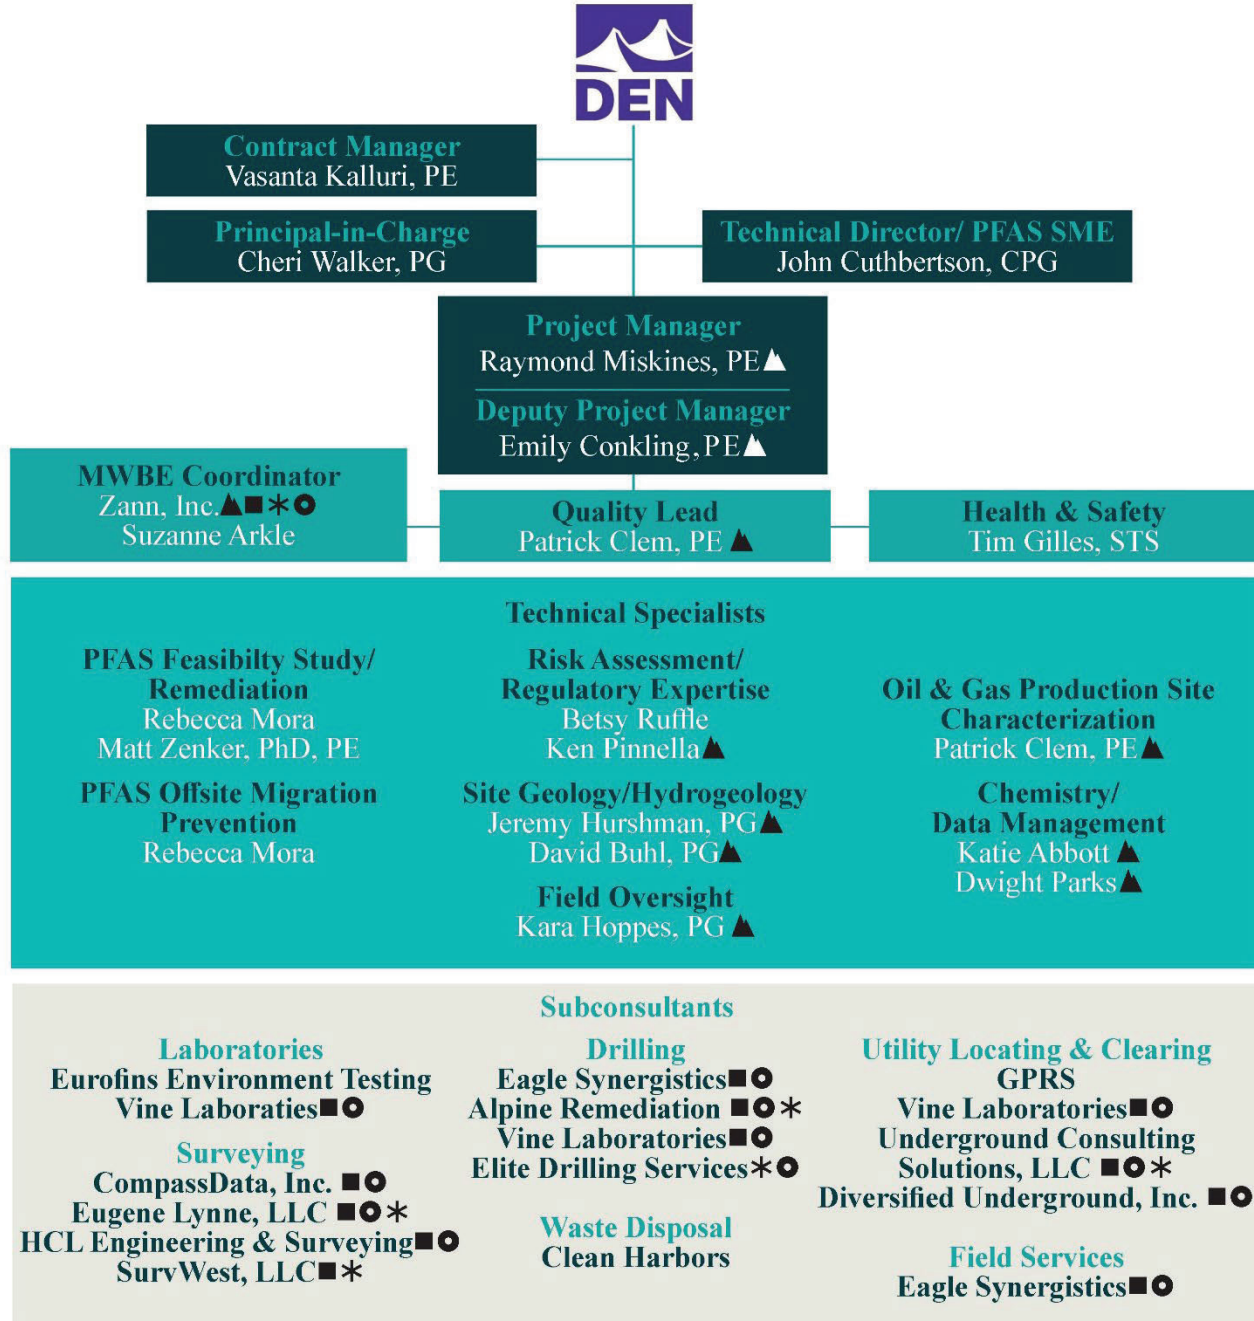 DEN
Contract Manager
Vasanta Kalluri, PE
Principal-in-Charge
Cheri Walker, PG
Technical Director/ PFAS SME
John Cuthbertson, CPG
Project Manager
Raymond Miskines, PE
Deputy Project Manager
Emily Conkling, PE
MWBE Coordinator
Zann, Inc.▲■*
Suzanne Arkle
Quality Lead
Patrick Clem, PE
Health & Safety
Tim Gilles, STS
Technical Specialists
PFAS Feasibilty Study/
Remediation
Rebecca Mora
Matt Zenker, PhD, PE
PFAS Offsite Migration
Prevention
Rebecca Mora
Risk Assessment/
Regulatory Expertise
Betsy Ruffle
Ken Pinnella
Site Geology/Hydrogeology
Jeremy Hurshman, PG
David Buhl, PG
Field Oversight
Kara Hoppes, PG
Oil & Gas Production Site
Characterization
Patrick Clem, PE
Chemistry/
Data Management
Katie Abbott
Dwight Parks
Subconsultants
Laboratories
Eurofins Environment Testing
Vine Laboraties
Surveying
CompassData, Inc.
Eugene Lynne, LLC
HCL Engineering & Surveying
SurvWest, LLC
Drilling
Eagle Synergistics
Alpine Remediation
Vine Laboratories
Elite Drilling Services
Waste Disposal
Clean Harbors
Utility Locating & Clearing
GPRS
Vine Laboratories
Underground Consulting
Solutions, LLC
Diversified Underground, Inc.
Field Services
Eagle Synergistics